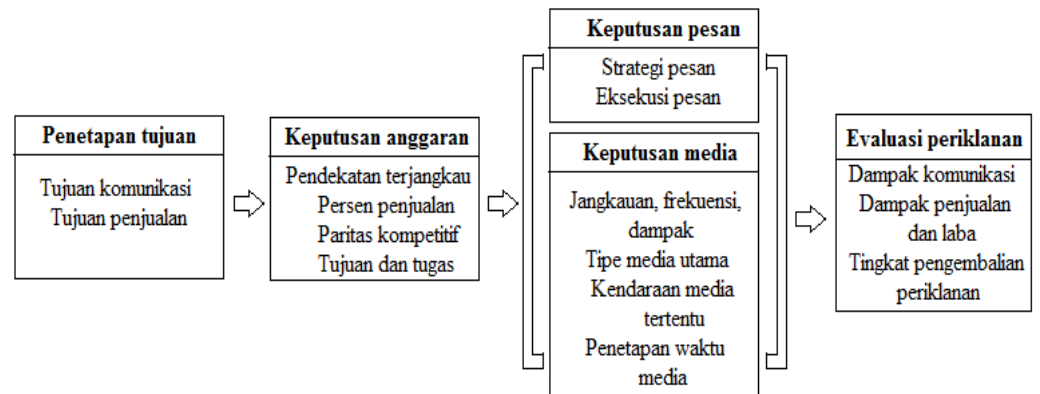 Penetapan tujuan
Tujuan komunikasi
Tujuan penjualan
Keputusan anggaran
Pendekatan terjangkau
Persen penjualan
Paritas kompetitif
Tujuan dan tugas
Keputusan pesan
Strategi pesan
Eksekusi pesan
Keputusan media
Jangkauan, frekuensi,
dampak
Tipe media utama
Kendaraan media
tertentu
Penetapan waktu
media
Evaluasi periklanan
Dampak komunikasi
Dampak penjualan
dan laba
Tingkat pengembalian
periklanan